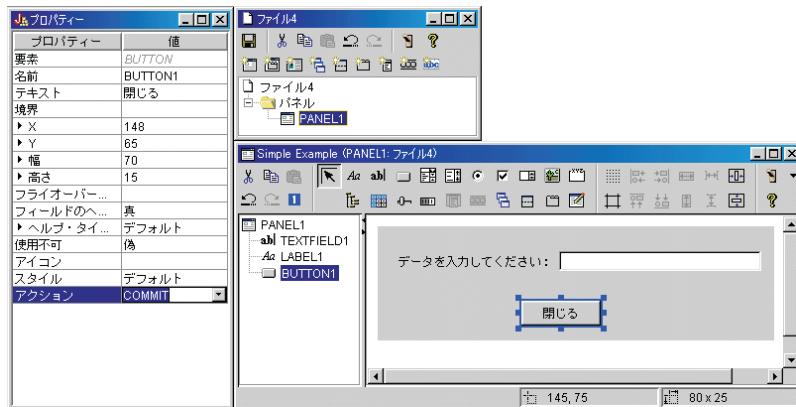 プロパティー
プロパティー 値
要素 BUTTON
名前 BUTTON1
テキスト 閉じる
境界
X 148
Y 65
幅 70
高さ 15
フライオーバー...
フィールドのヘ... 真
ヘルプ・タイ... デフォルト
使用不可 偽
アイコン
スタイル デフォルト
アクション COMMIT
ファイル4
ファイル4
パネル
PANEL1
Simple Example (PANEL1: ファイル4)
PANEL1
TEXTFIELD1
LABEL1
BUTTON1
データを入力してください:
閉じる
145, 75
80 x 25